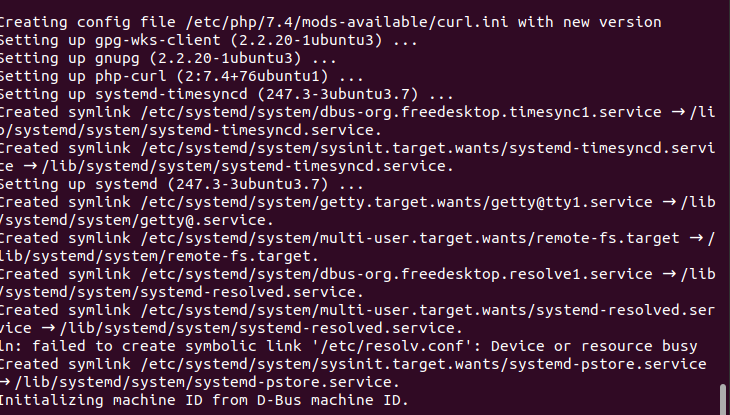 Creating config file /etc/php/7.4/mods-available/curl.ini with new version
Setting up gpg-wks-client (2.2.20-1ubuntu3) ...
Setting up gnupg (2.2.20-1ubuntu3) ...
Setting up php-curl (2:7.4+76ubuntu1) ...
Setting up systemd-timesyncd (247.3-3ubuntu3.7) ...
Created symlink /etc/systemd/system/dbus-org.freedesktop.timesync1.service → /li
b/systemd/system/systemd-timesyncd.service.
Created symlink /etc/systemd/system/sysinit.target.wants/systemd-timesyncd.servi
ce → /lib/systemd/system/systemd-timesyncd.service.
Setting up systemd (247.3-3ubuntu3.7) ...
Created symlink /etc/systemd/system/getty.target.wants/getty@tty1.service → /lib
/systemd/system/getty@.service.
Created symlink /etc/systemd/system/multi-user.target.wants/remote-fs.target → /
lib/systemd/system/remote-fs.target.
Created symlink /etc/systemd/system/dbus-org.freedesktop.resolve1.service → /lib
/systemd/system/systemd-resolved.service.
Created symlink /etc/systemd/system/multi-user.target.wants/systemd-resolved.ser
vice → /lib/systemd/system/systemd-resolved.service.
ln: failed to create symbolic link '/etc/resolv.conf': Device or resource busy
Created symlink /etc/systemd/system/sysinit.target.wants/systemd-pstore.service
→ /lib/systemd/system/systemd-pstore.service.
Initializing machine ID from D-Bus machine ID.